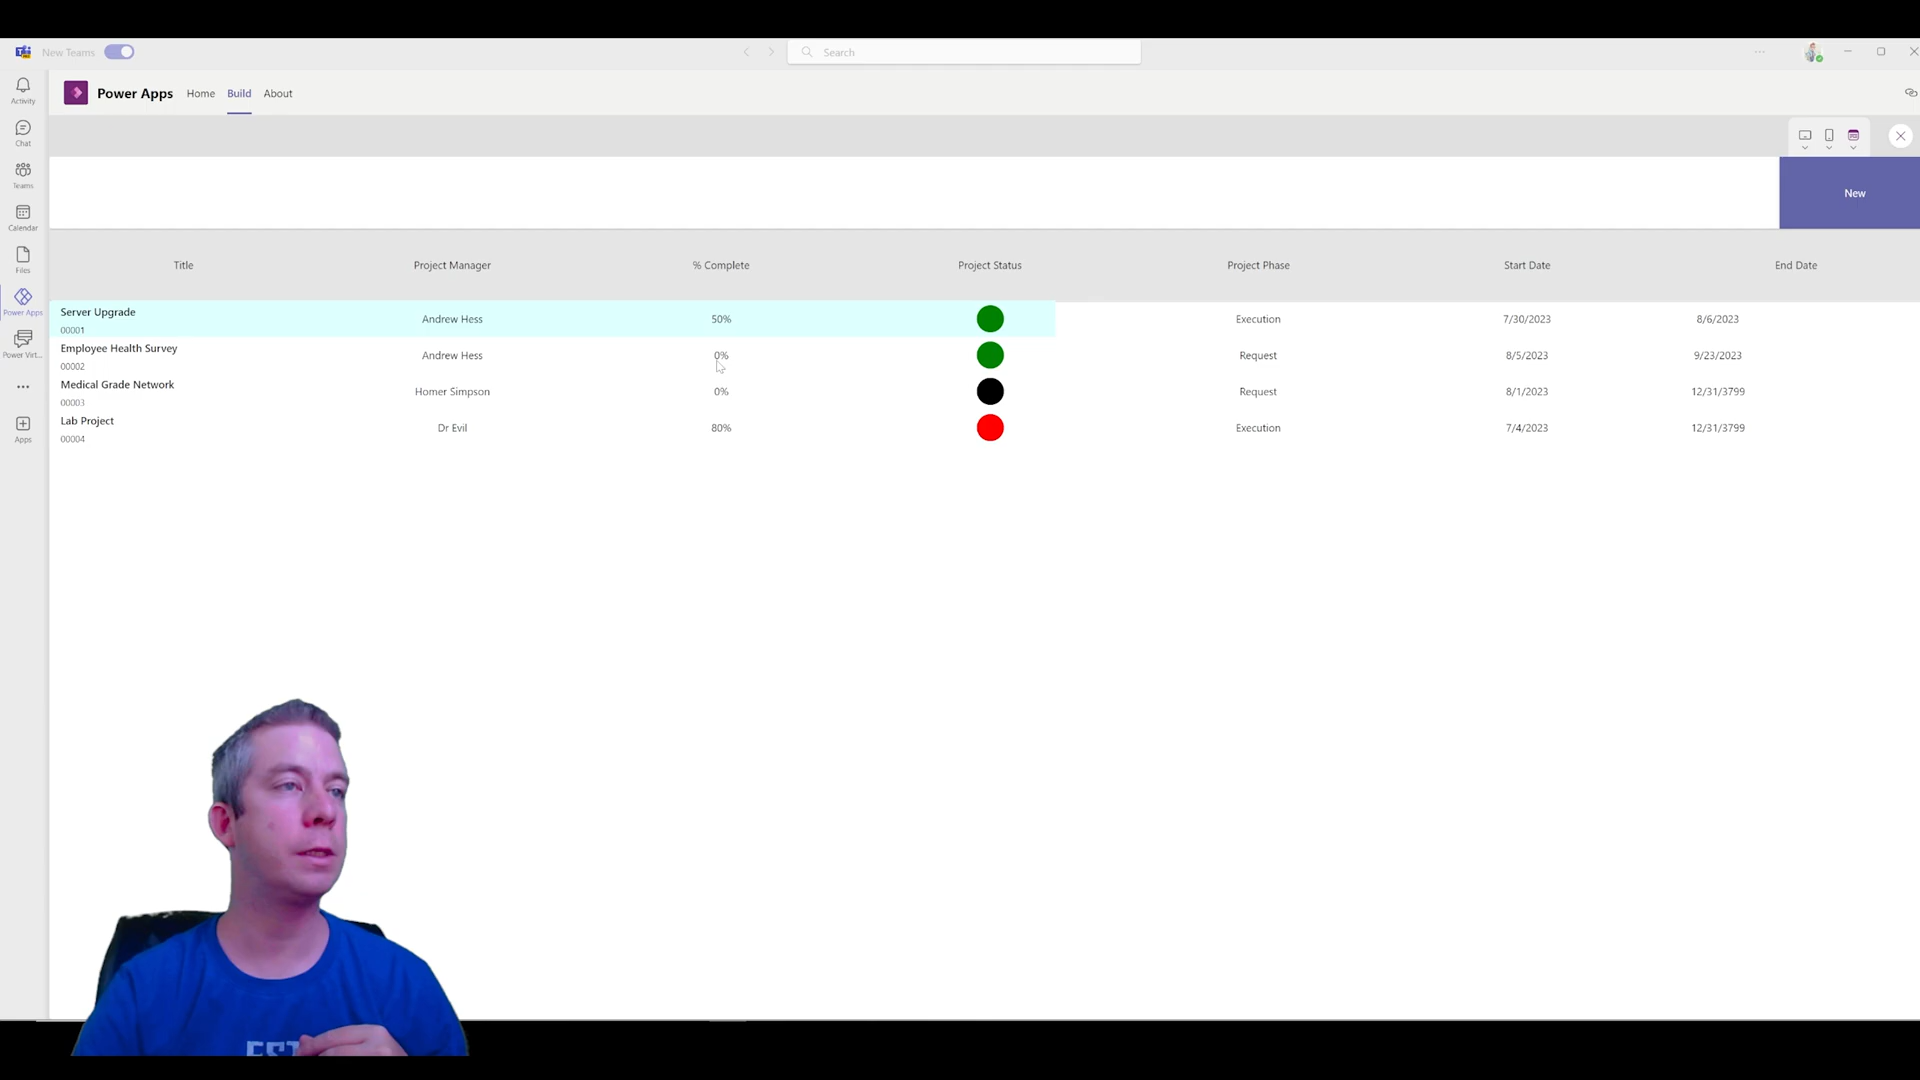 New Teams
Search
Activity
Chat
Teams
Calendar
Files
Power Apps
Power Virt...
Apps
Power Apps Home Build About
New
Title Project Manager % Complete Project Status Project Phase Start Date End Date
Server Upgrade
00001
Andrew Hess 50% Execution 7/30/2023 8/6/2023
Employee Health Survey
00002
Andrew Hess 0% Request 8/5/2023 9/23/2023
Medical Grade Network
00003
Homer Simpson 0% Request 8/1/2023 12/31/3799
Lab Project
00004
Dr Evil 80% Execution 7/4/2023 12/31/3799